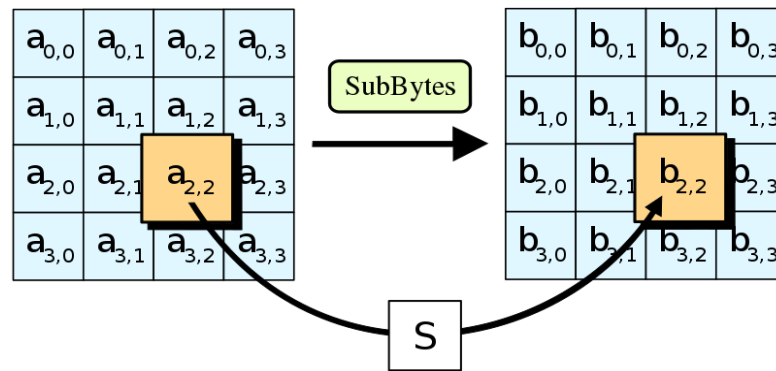 a0,0 a0,1 a0,2 a0,3 b0,0 b0,1 b0,2 b0,3
SubBytes
a1,0 a1,1 a1,2 a1,3 b1,0 b1,1 b1,2 b1,3
a2,0 a2,1 a2,2 a2,3 b2,0 b2,1 b2,2 b2,3
a3,0 a3,1 a3,2 a3,3 b3,0 b3,1 b3,2 b3,3
S